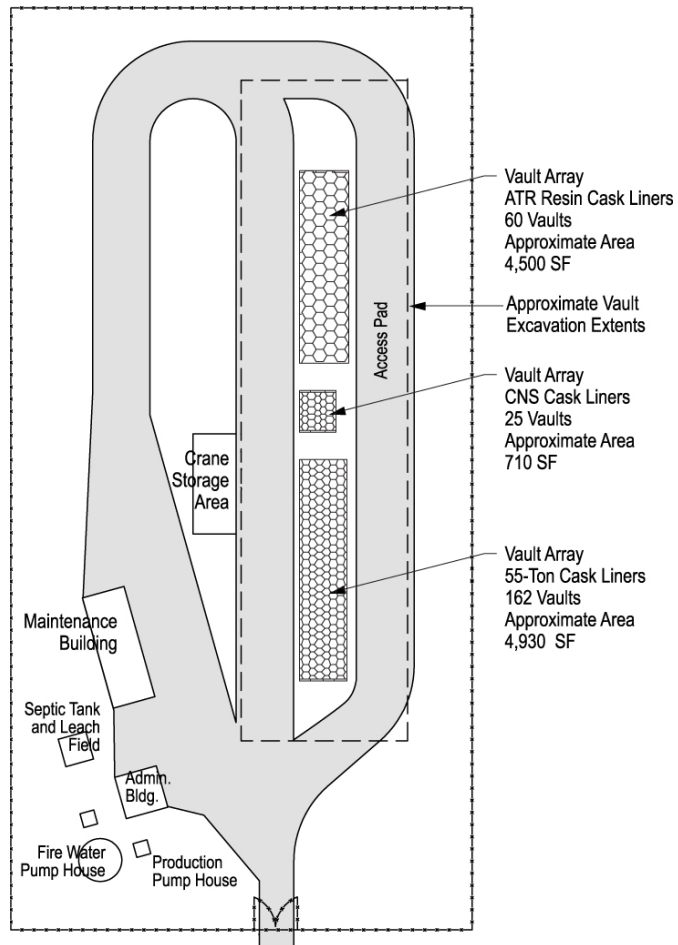 Vault Array
ATR Resin Cask Liners
60 Vaults
Approximate Area
4,500 SF
Approximate Vault
Excavation Extents
Access Pad
Vault Array
CNS Cask Liners
25 Vaults
Approximate Area
710 SF
Crane
Storage
Area
Vault Array
55-Ton Cask Liners
162 Vaults
Approximate Area
4,930 SF
Maintenance
Building
Septic Tank
and Leach
Field
Admin.
Bldg.
Fire Water
Pump House
Production
Pump House